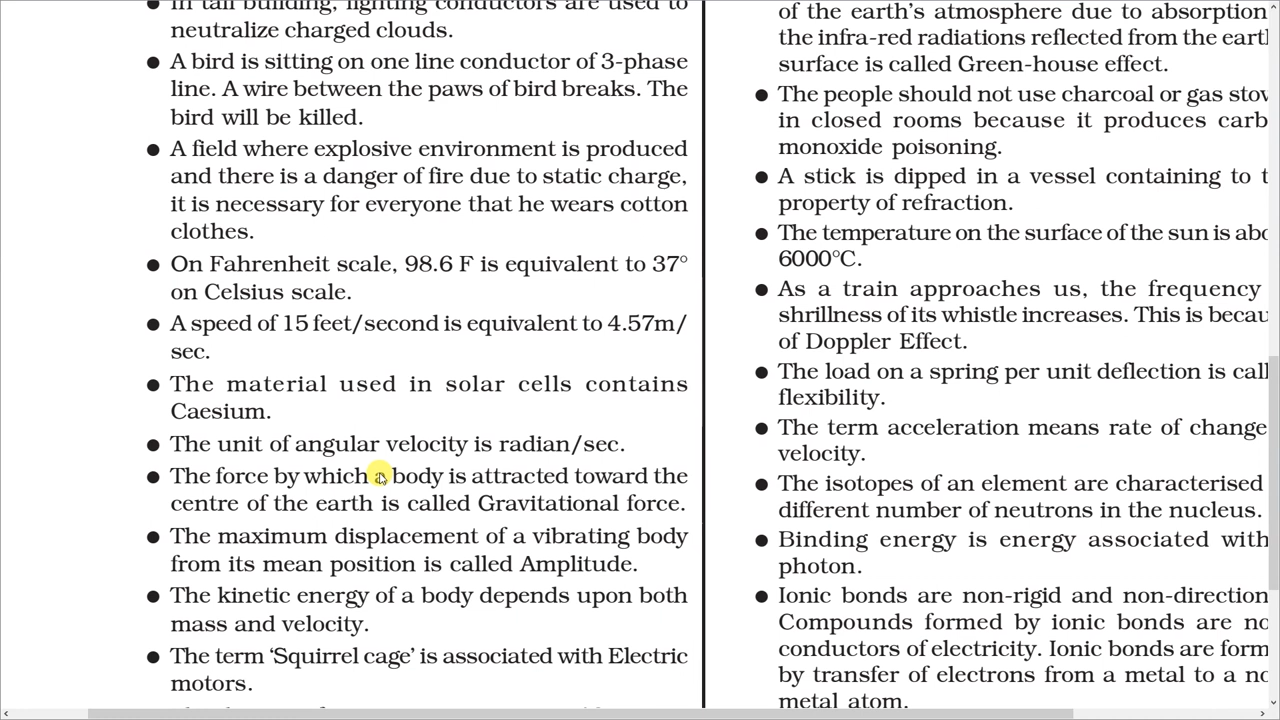 In tall building, lighting conductors are used to
neutralize charged clouds.
● A bird is sitting on one line conductor of 3-phase
line. A wire between the paws of bird breaks. The
bird will be killed.
● A field where explosive environment is produced
and there is a danger of fire due to static charge,
it is necessary for everyone that he wears cotton
clothes.
● On Fahrenheit scale, 98.6 F is equivalent to 37°
on Celsius scale.
● A speed of 15 feet/second is equivalent to 4.57m/
sec.
● The material used in solar cells contains
Caesium.
● The unit of angular velocity is radian/sec.
● The force by which a body is attracted toward the
centre of the earth is called Gravitational force.
● The maximum displacement of a vibrating body
from its mean position is called Amplitude.
● The kinetic energy of a body depends upon both
mass and velocity.
● The term ‘Squirrel cage’ is associated with Electric
motors.
of the earth’s atmosphere due to absorption
the infra-red radiations reflected from the eart
surface is called Green-house effect.
● The people should not use charcoal or gas stov
in closed rooms because it produces carb
monoxide poisoning.
● A stick is dipped in a vessel containing to t
property of refraction.
● The temperature on the surface of the sun is abo
6000°C.
● As a train approaches us, the frequency
shrillness of its whistle increases. This is becau
of Doppler Effect.
● The load on a spring per unit deflection is call
flexibility.
● The term acceleration means rate of change
velocity.
● The isotopes of an element are characterised
different number of neutrons in the nucleus.
● Binding energy is energy associated with
photon.
● Ionic bonds are non-rigid and non-direction
Compounds formed by ionic bonds are no
conductors of electricity. Ionic bonds are form
by transfer of electrons from a metal to a no
metal atom.